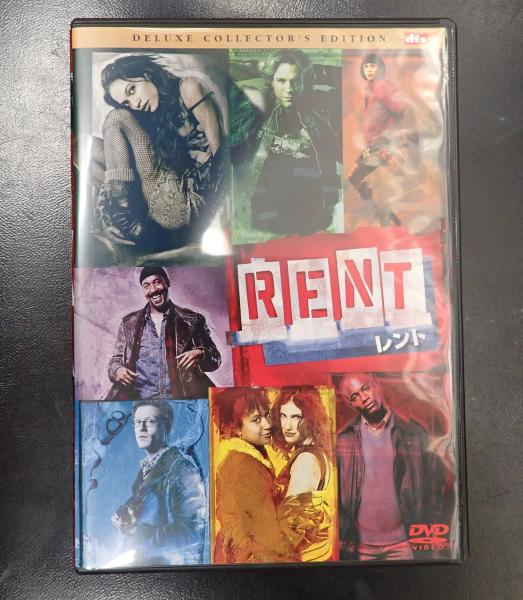 DELUXE COLLECTOR'S EDITION
dts
RENT
レント
DVD
VIDEO